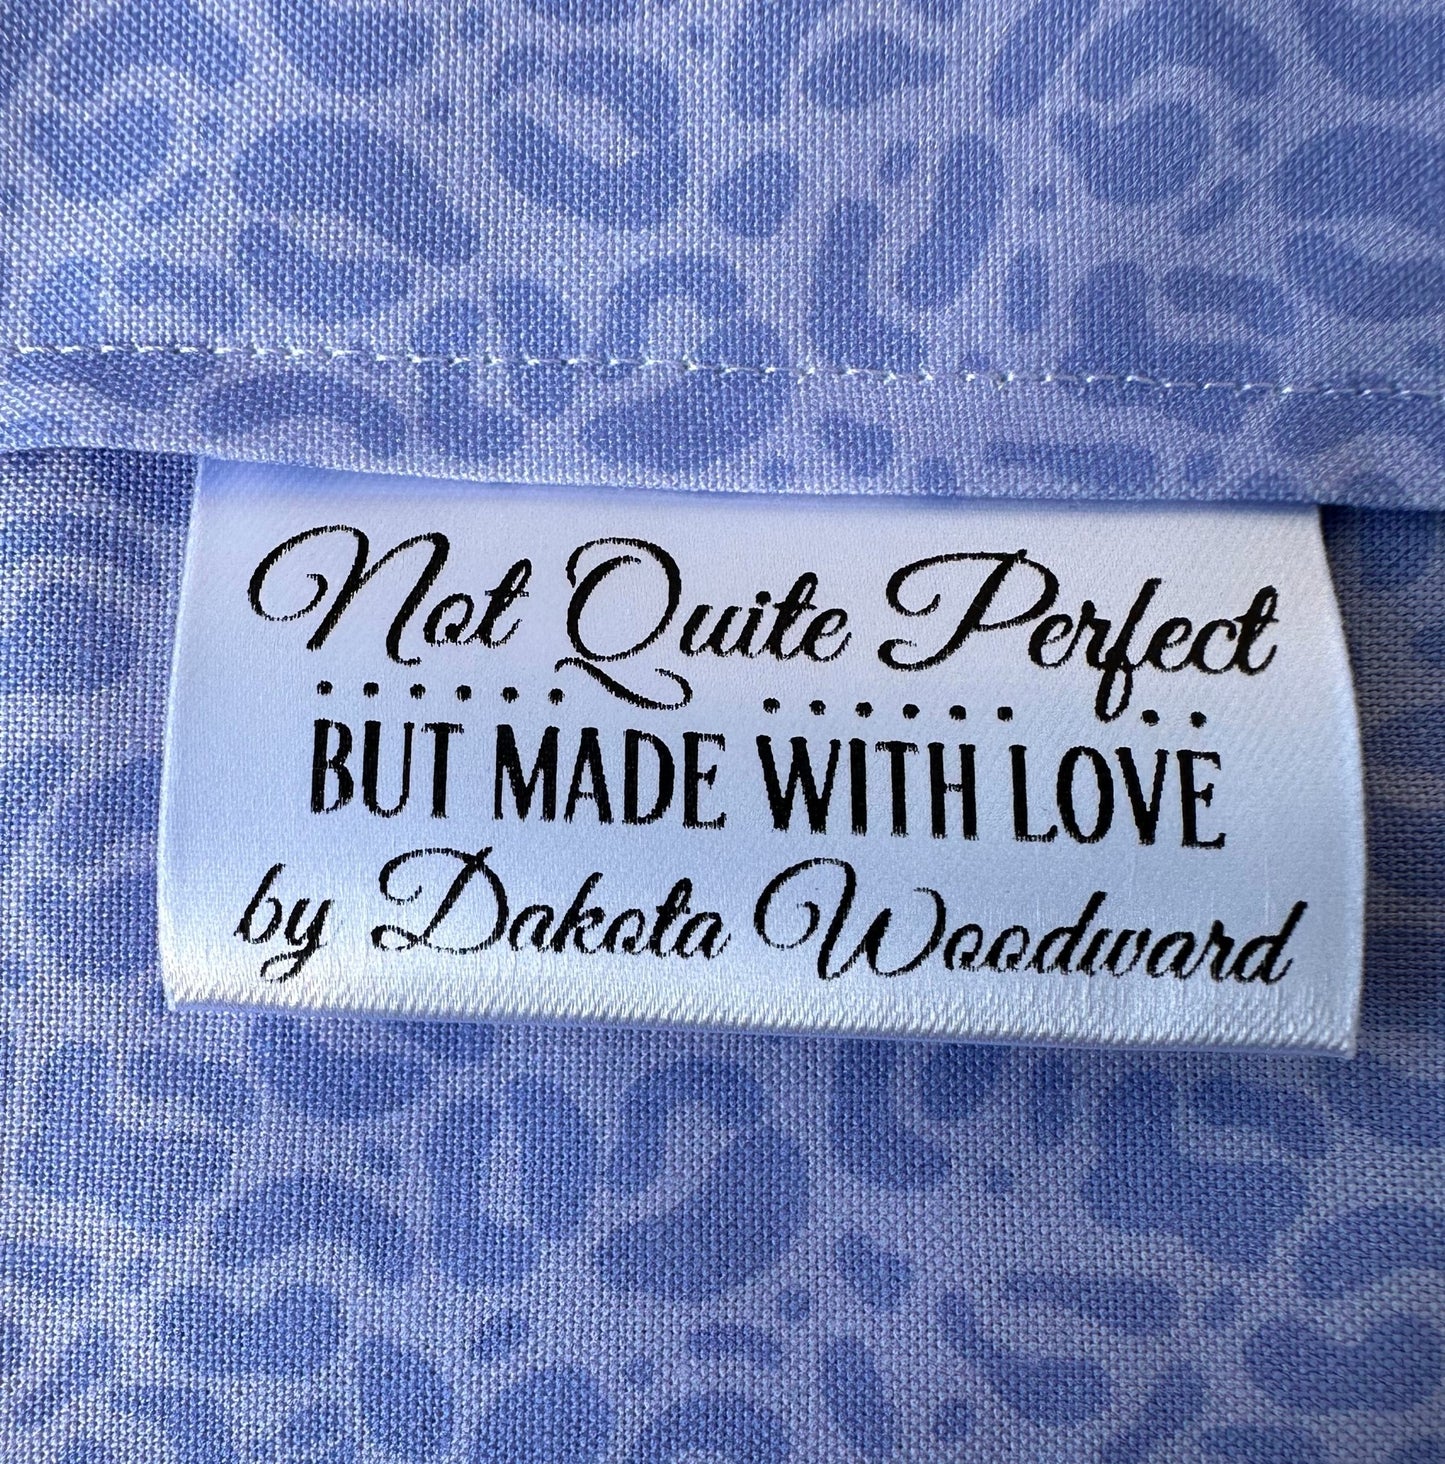 Not Quite Perfect
BUT MADE WITH LOVE
by Dakota Woodward